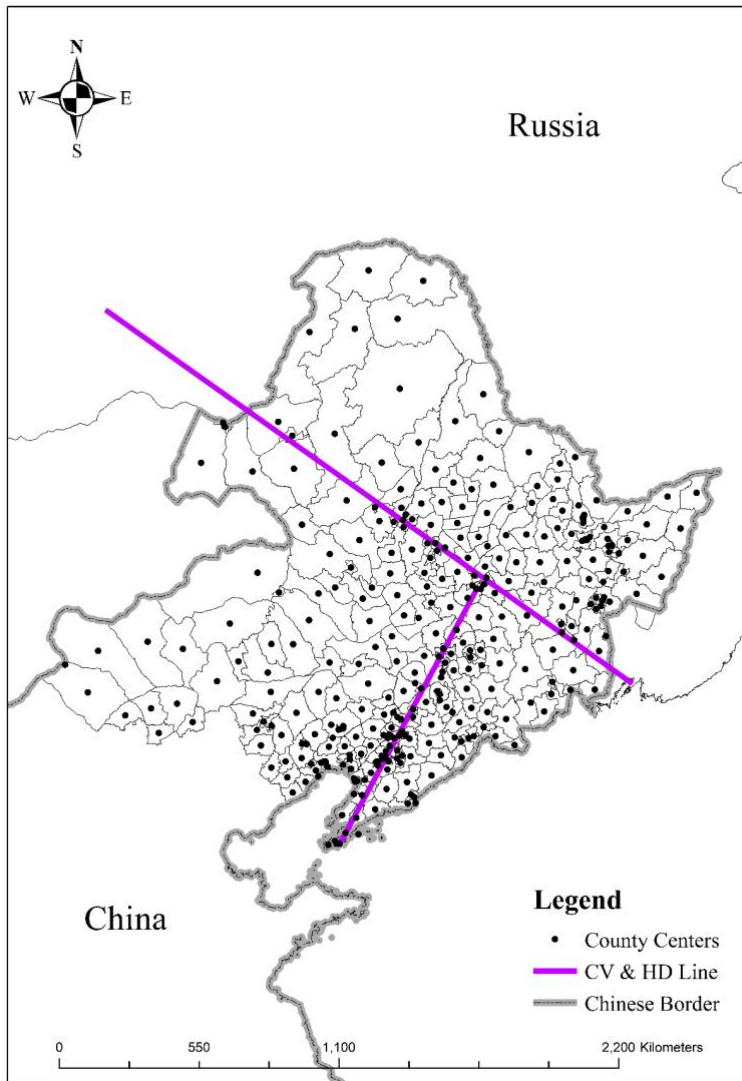 N
W E
S
Russia
China
Legend
County Centers
CV & HD Line
Chinese Border
0 550 1,100 2,200 Kilometers